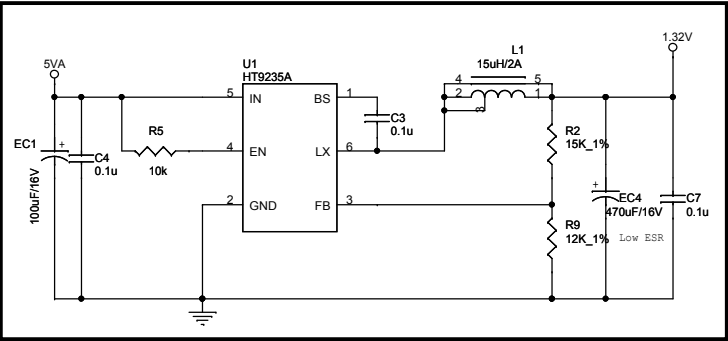 5VA
1.32V
U1
HT9235A
L1
15uH/2A
5 IN
BS 1
4 5
2 1
3
C3
0.1u
R5
10k
4 EN
LX 6
R2
15K_1%
EC1
+
100uF/16V
C4
0.1u
2 GND
FB 3
+
EC4
470uF/16V
C7
0.1u
R9
12K_1%
Low ESR